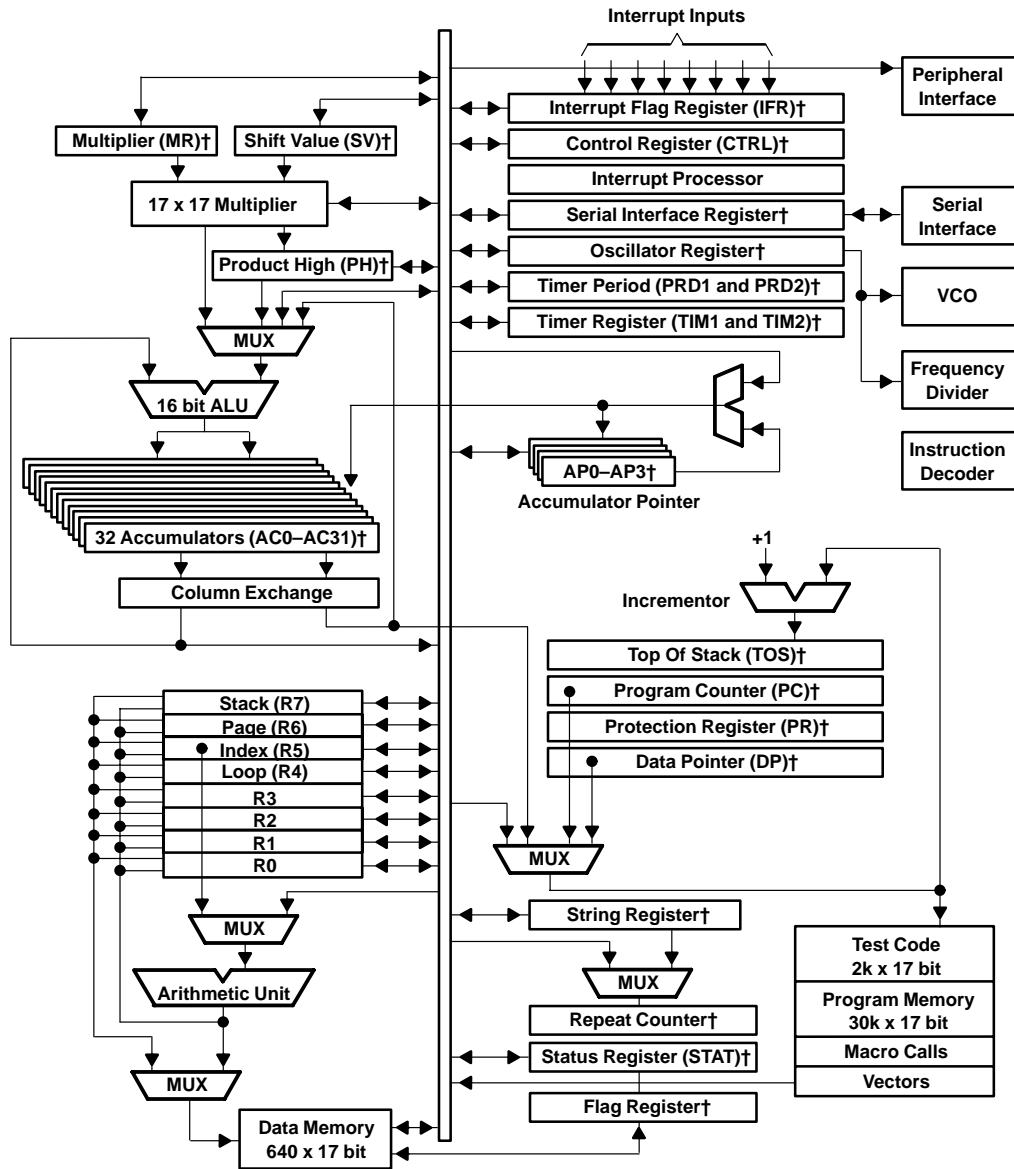 Interrupt Inputs
Peripheral
Interface
Interrupt Flag Register (IFR)†
Multiplier (MR)†
Shift Value (SV)†
Control Register (CTRL)†
Interrupt Processor
17 x 17 Multiplier
Serial Interface Register†
Serial
Interface
Oscillator Register†
Product High (PH)†
Timer Period (PRD1 and PRD2)†
VCO
Timer Register (TIM1 and TIM2)†
MUX
Frequency
Divider
16 bit ALU
AP0–AP3†
Accumulator Pointer
Instruction
Decoder
32 Accumulators (AC0–AC31)†
+1
Column Exchange
Incrementor
Top Of Stack (TOS)†
Program Counter (PC)†
Protection Register (PR)†
Data Pointer (DP)†
Stack (R7)
Page (R6)
Index (R5)
Loop (R4)
R3
R2
R1
R0
MUX
MUX
String Register†
MUX
Repeat Counter†
Arithmetic Unit
Test Code
2k x 17 bit
Program Memory
30k x 17 bit
Macro Calls
Vectors
Status Register (STAT)†
MUX
Flag Register†
Data Memory
640 x 17 bit